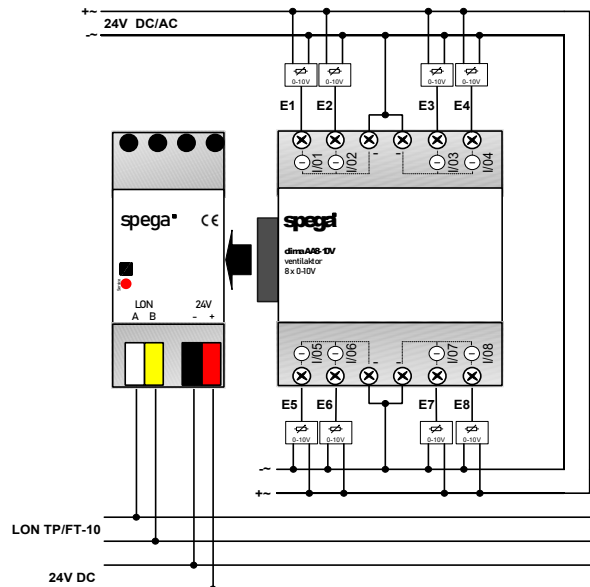 +~
24V DC/AC
-~
0-10V 0-10V 0-10V 0-10V
E1 E2 E3 E4
I/01 I/02 - - I/03 I/04
spega CE
spega
ventilaktor
8 x 0-10V
LON 24V
A B - +
I/05 I/06 - - I/07 I/08
E5 E6 E7 E8
0-10V 0-10V 0-10V 0-10V
-~
+~
LON TP/FT-10
24V DC